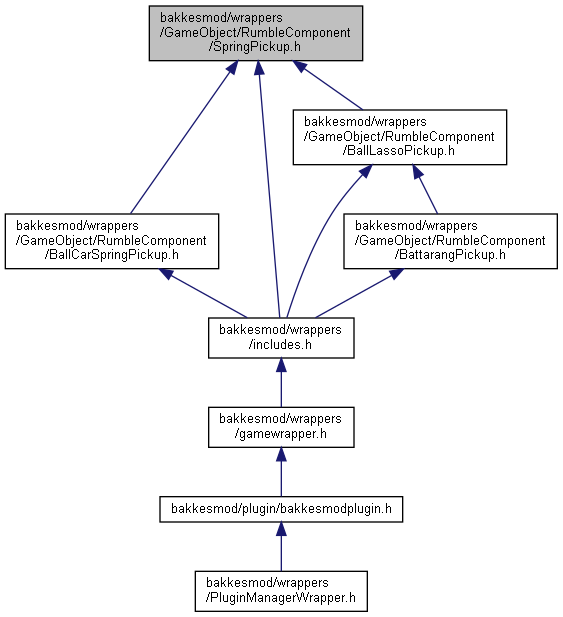 bakkesmod/wrappers
/GameObject/RumbleComponent
/SpringPickup.h
bakkesmod/wrappers
/GameObject/RumbleComponent
/BallLassoPickup.h
bakkesmod/wrappers
/GameObject/RumbleComponent
/BallCarSpringPickup.h
bakkesmod/wrappers
/GameObject/RumbleComponent
/BattarangPickup.h
bakkesmod/wrappers
/includes.h
bakkesmod/wrappers
/gamewrapper.h
bakkesmod/plugin/bakkesmodplugin.h
bakkesmod/wrappers
/PluginManagerWrapper.h